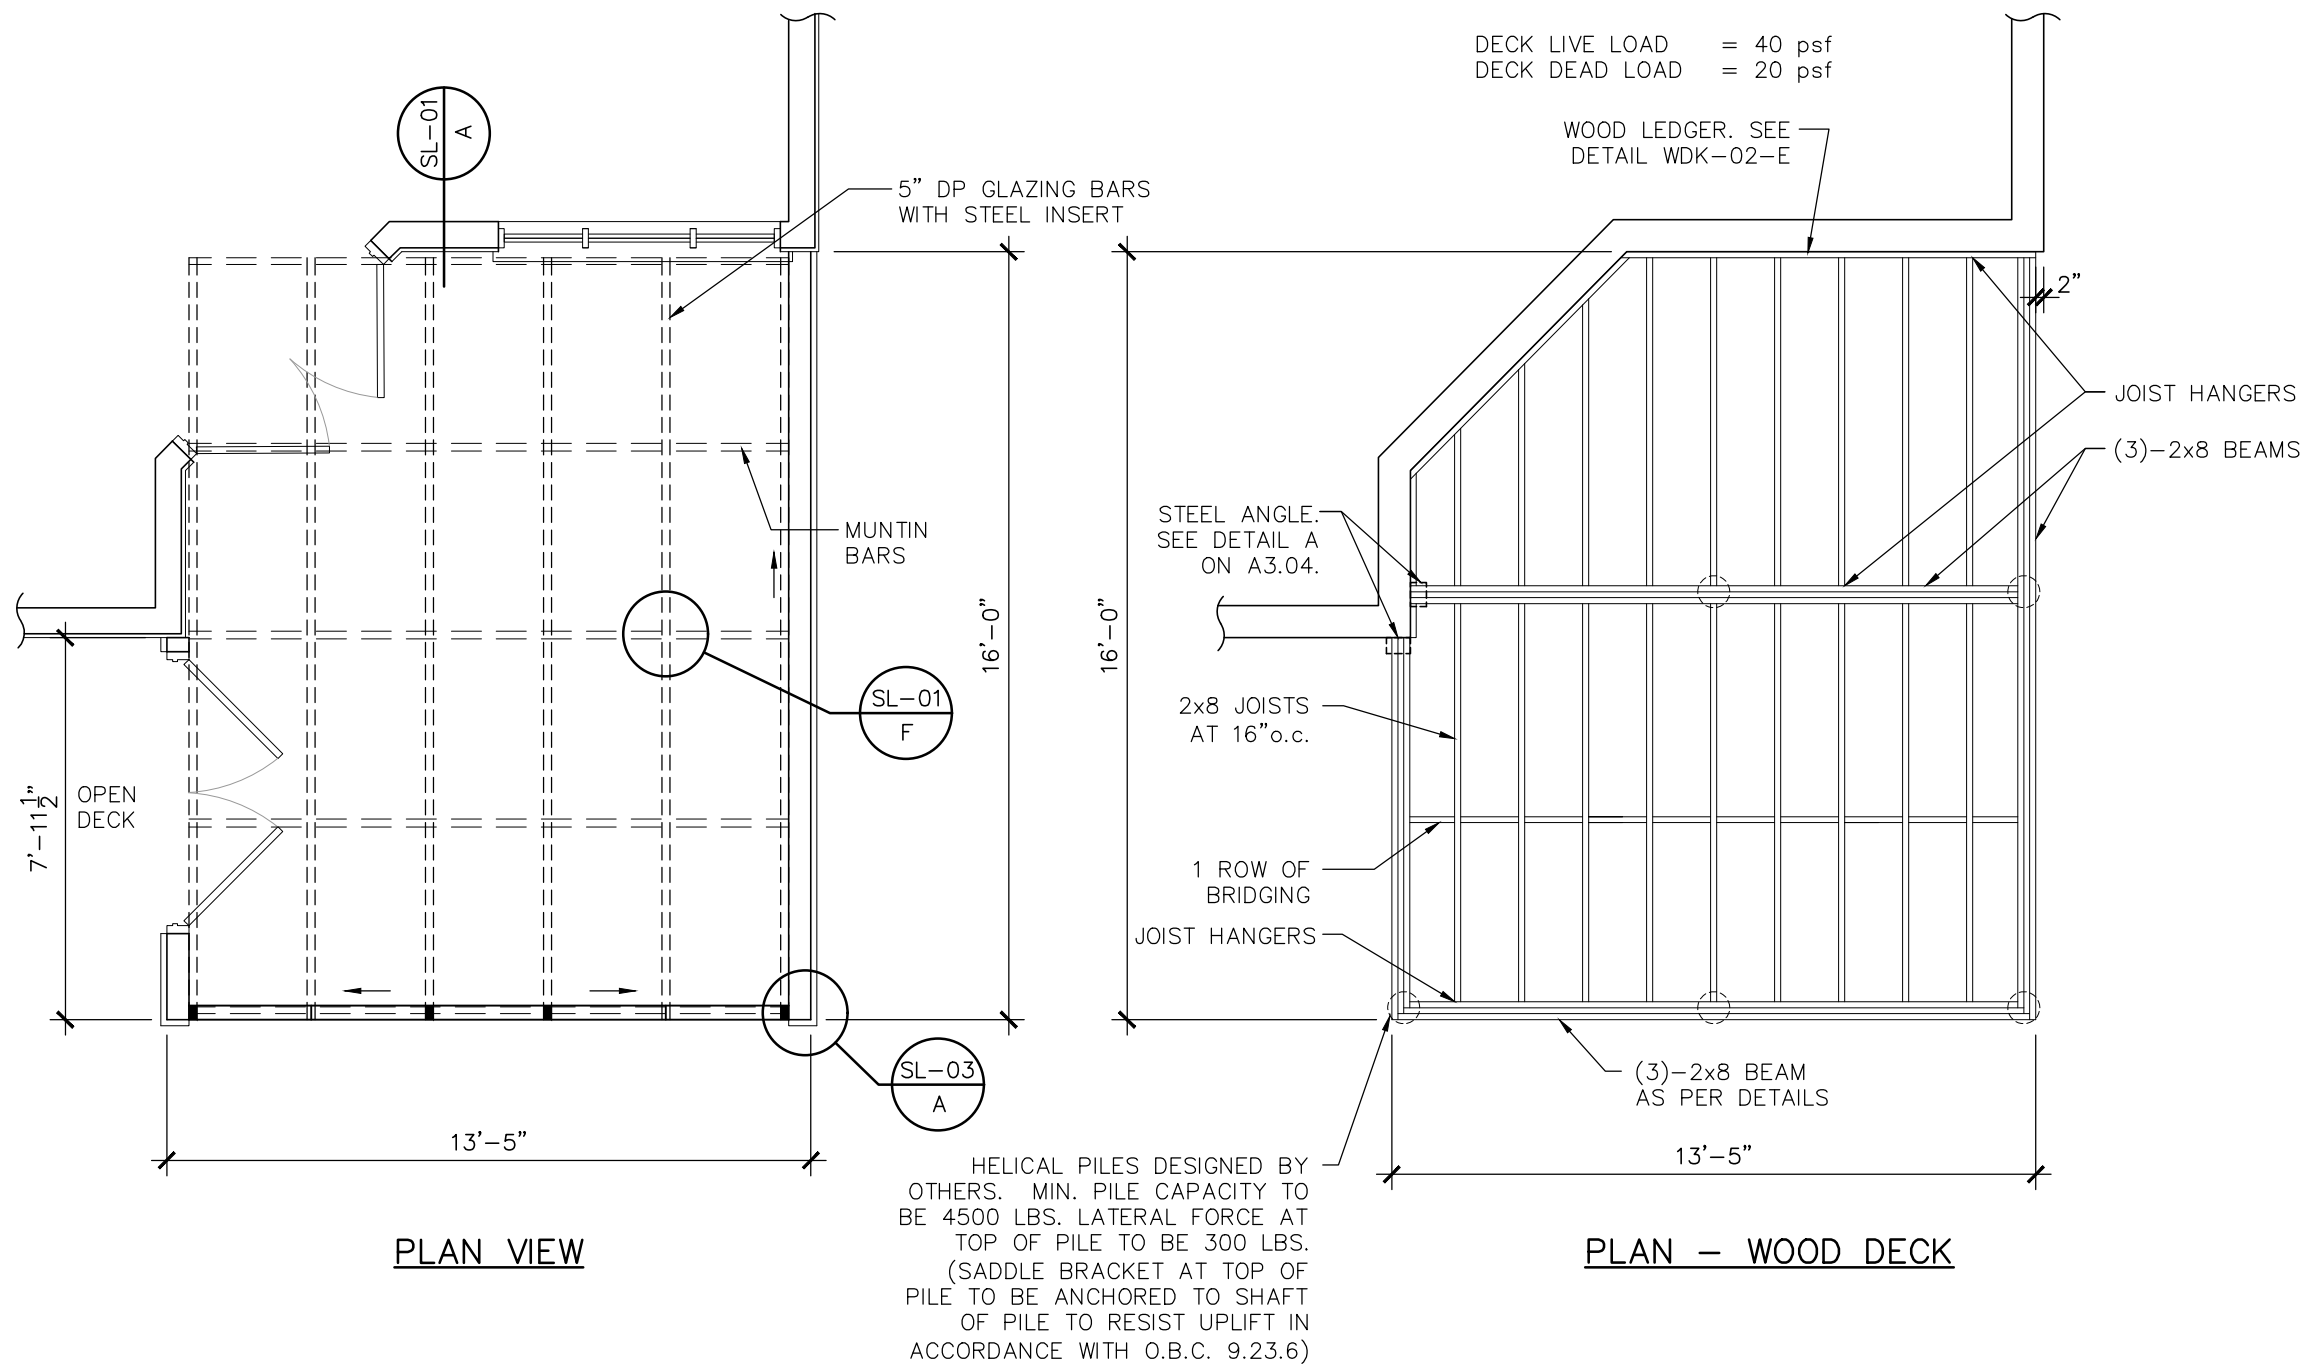 SL-01
A
5" DP GLAZING BARS
WITH STEEL INSERT
MUNTIN
BARS
16'-0"
SL-01
F
OPEN
DECK
7'-11 1/2"
SL-03
A
13'-5"
PLAN VIEW
DECK LIVE LOAD = 40 psf
DECK DEAD LOAD = 20 psf
WOOD LEDGER. SEE
DETAIL WDK-02-E
2"
JOIST HANGERS
(3)-2x8 BEAMS
STEEL ANGLE.
SEE DETAIL A
ON A3.04.
16'-0"
2x8 JOISTS
AT 16"o.c.
1 ROW OF
BRIDGING
JOIST HANGERS
(3)-2x8 BEAM
AS PER DETAILS
13'-5"
HELICAL PILES DESIGNED BY
OTHERS. MIN. PILE CAPACITY TO
BE 4500 LBS. LATERAL FORCE AT
TOP OF PILE TO BE 300 LBS.
(SADDLE BRACKET AT TOP OF
PILE TO BE ANCHORED TO SHAFT
OF PILE TO RESIST UPLIFT IN
ACCORDANCE WITH O.B.C. 9.23.6)
PLAN - WOOD DECK